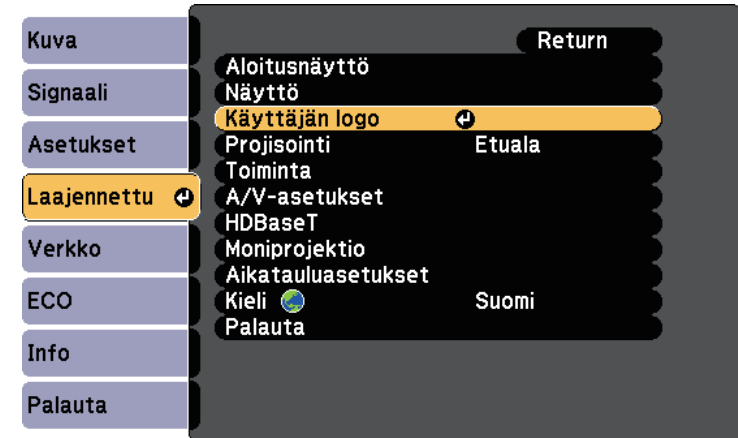 Kuva
Signaali
Asetukset
Laajennettu
Verkko
ECO
Info
Palauta
Return
Aloitusnäyttö
Näyttö
Käyttäjän logo
Projisointi Etuala
Toiminta
A/V-asetukset
HDBaseT
Moniprojektio
Aikatauluasetukset
Kieli Suomi
Palauta